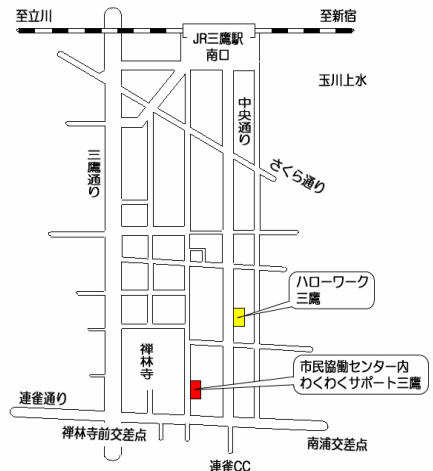 至立川
至新宿
JR三鷹駅
南口
玉川上水
中央通り
三鷹通り
さくら通り
ハローワーク
三鷹
禅林寺
市民協働センター内
わくわくサポート三鷹
連雀通り
禅林寺前交差点
南浦交差点
連雀CC